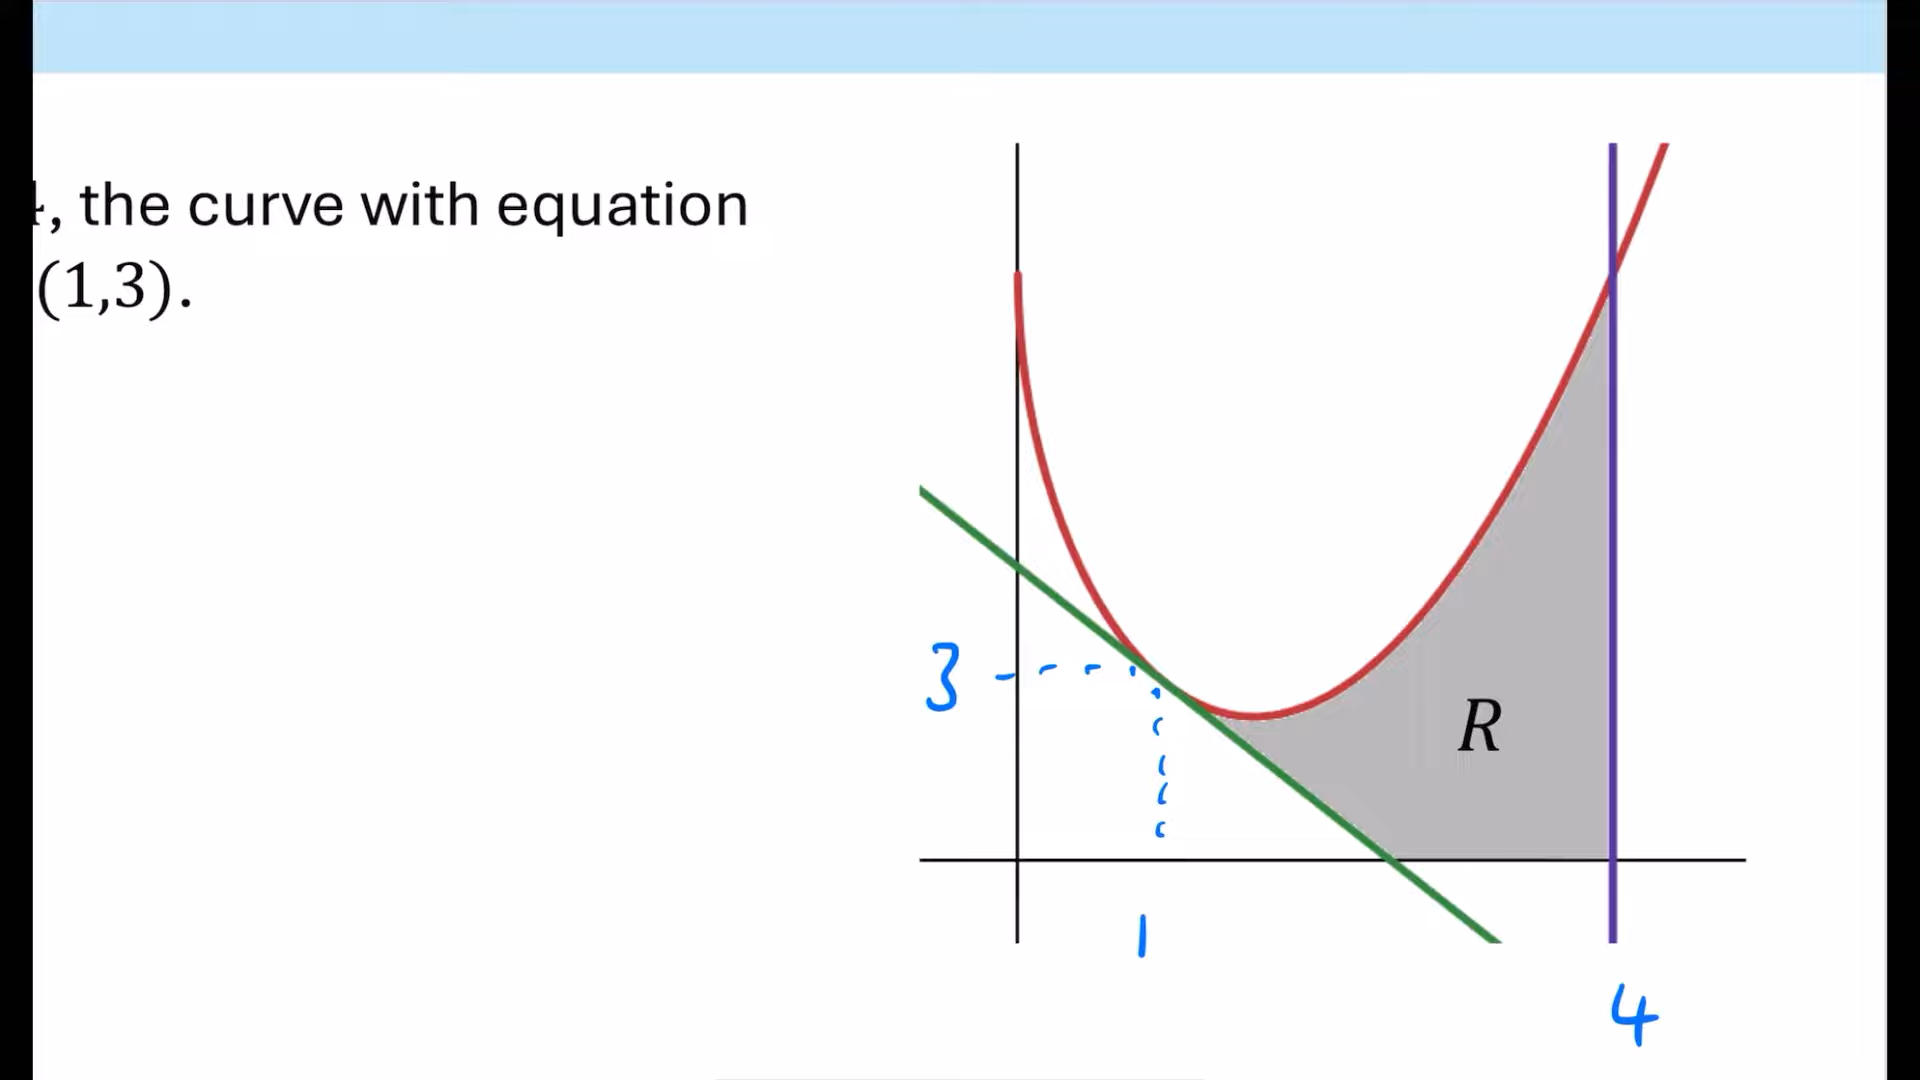 , the curve with equation
(1,3).
3
R
1
4